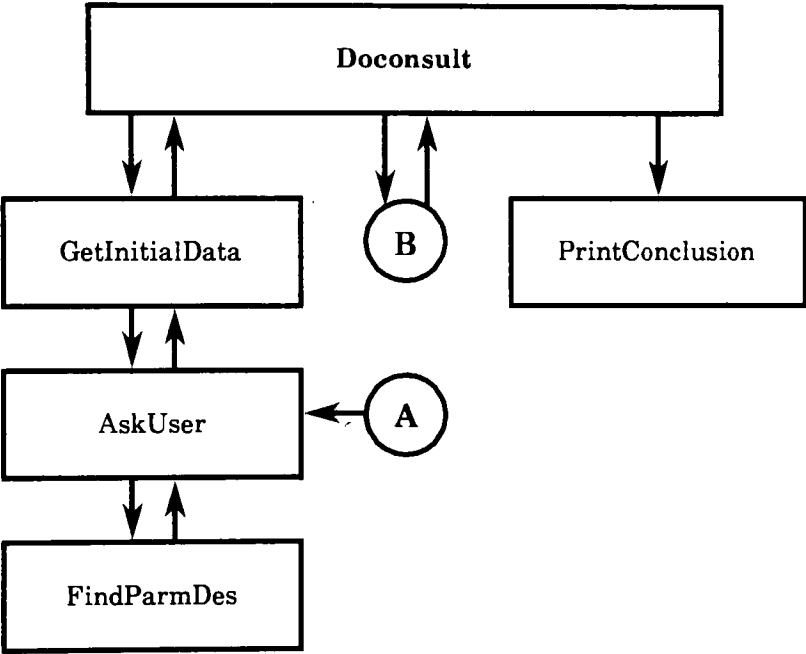 Doconsult
GetInitialData
B
PrintConclusion
AskUser
A
FindParmDes